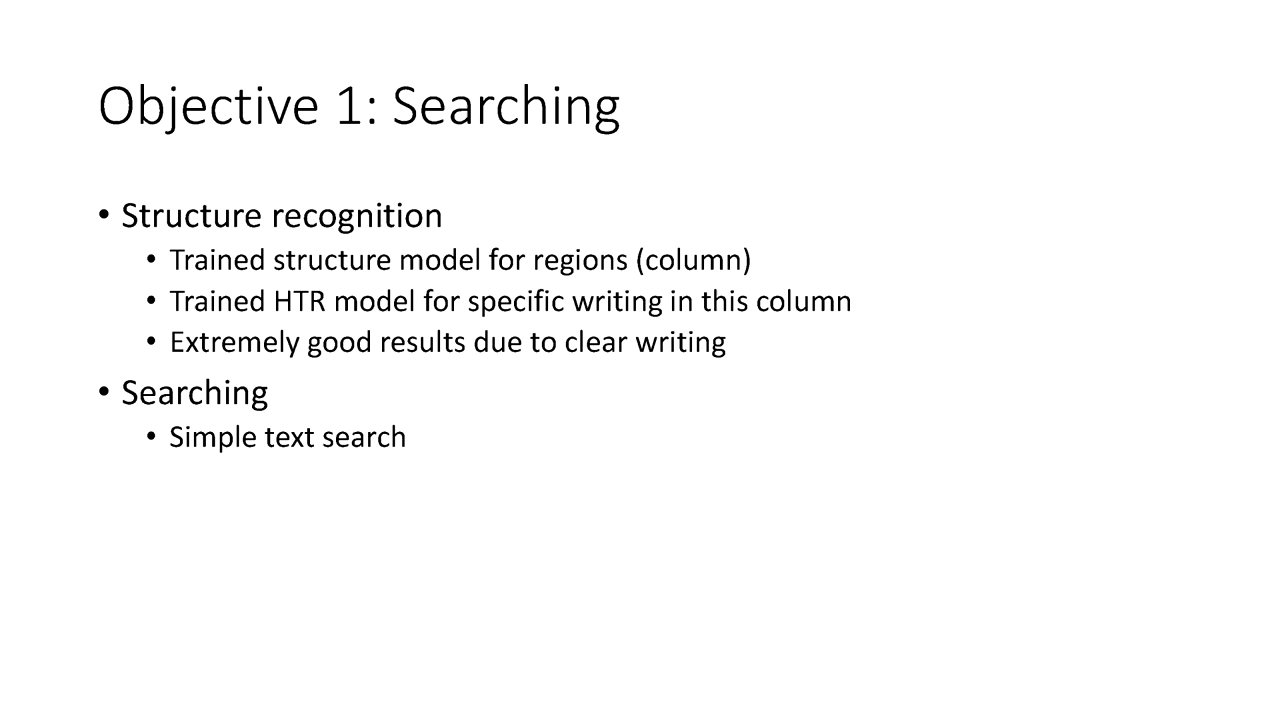 Objective 1: Searching
• Structure recognition
• Trained structure model for regions (column)
• Trained HTR model for specific writing in this column
• Extremely good results due to clear writing
• Searching
• Simple text search